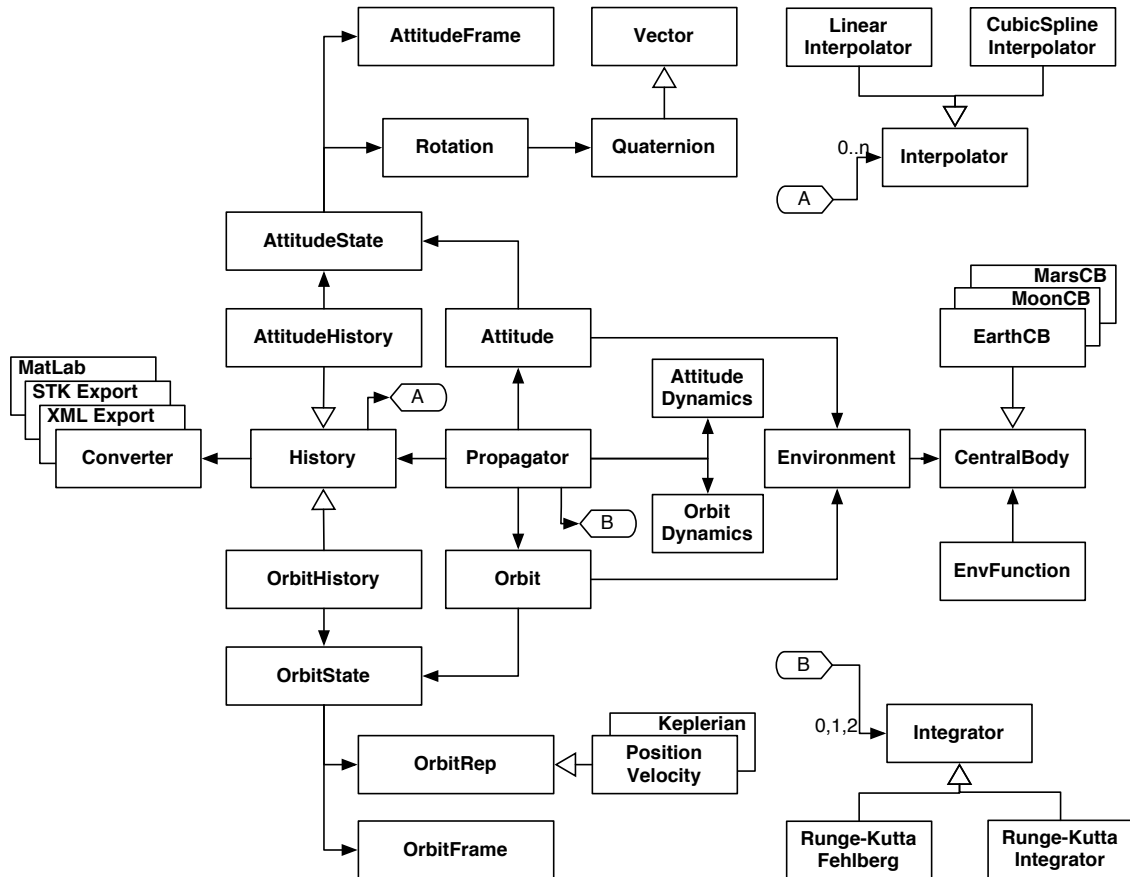 AttitudeFrame
Vector
Linear
Interpolator
CubicSpline
Interpolator
Rotation
Quaternion
0..n
Interpolator
A
AttitudeState
MarsCB
MoonCB
EarthCB
AttitudeHistory
Attitude
MatLab
STK Export
XML Export
Converter
A
Attitude
Dynamics
History
Propagator
Environment
CentralBody
B
Orbit
Dynamics
OrbitHistory
Orbit
EnvFunction
OrbitState
B
0,1,2
Integrator
Keplerian
Position
Velocity
OrbitRep
OrbitFrame
Runge-Kutta
Fehlberg
Runge-Kutta
Integrator